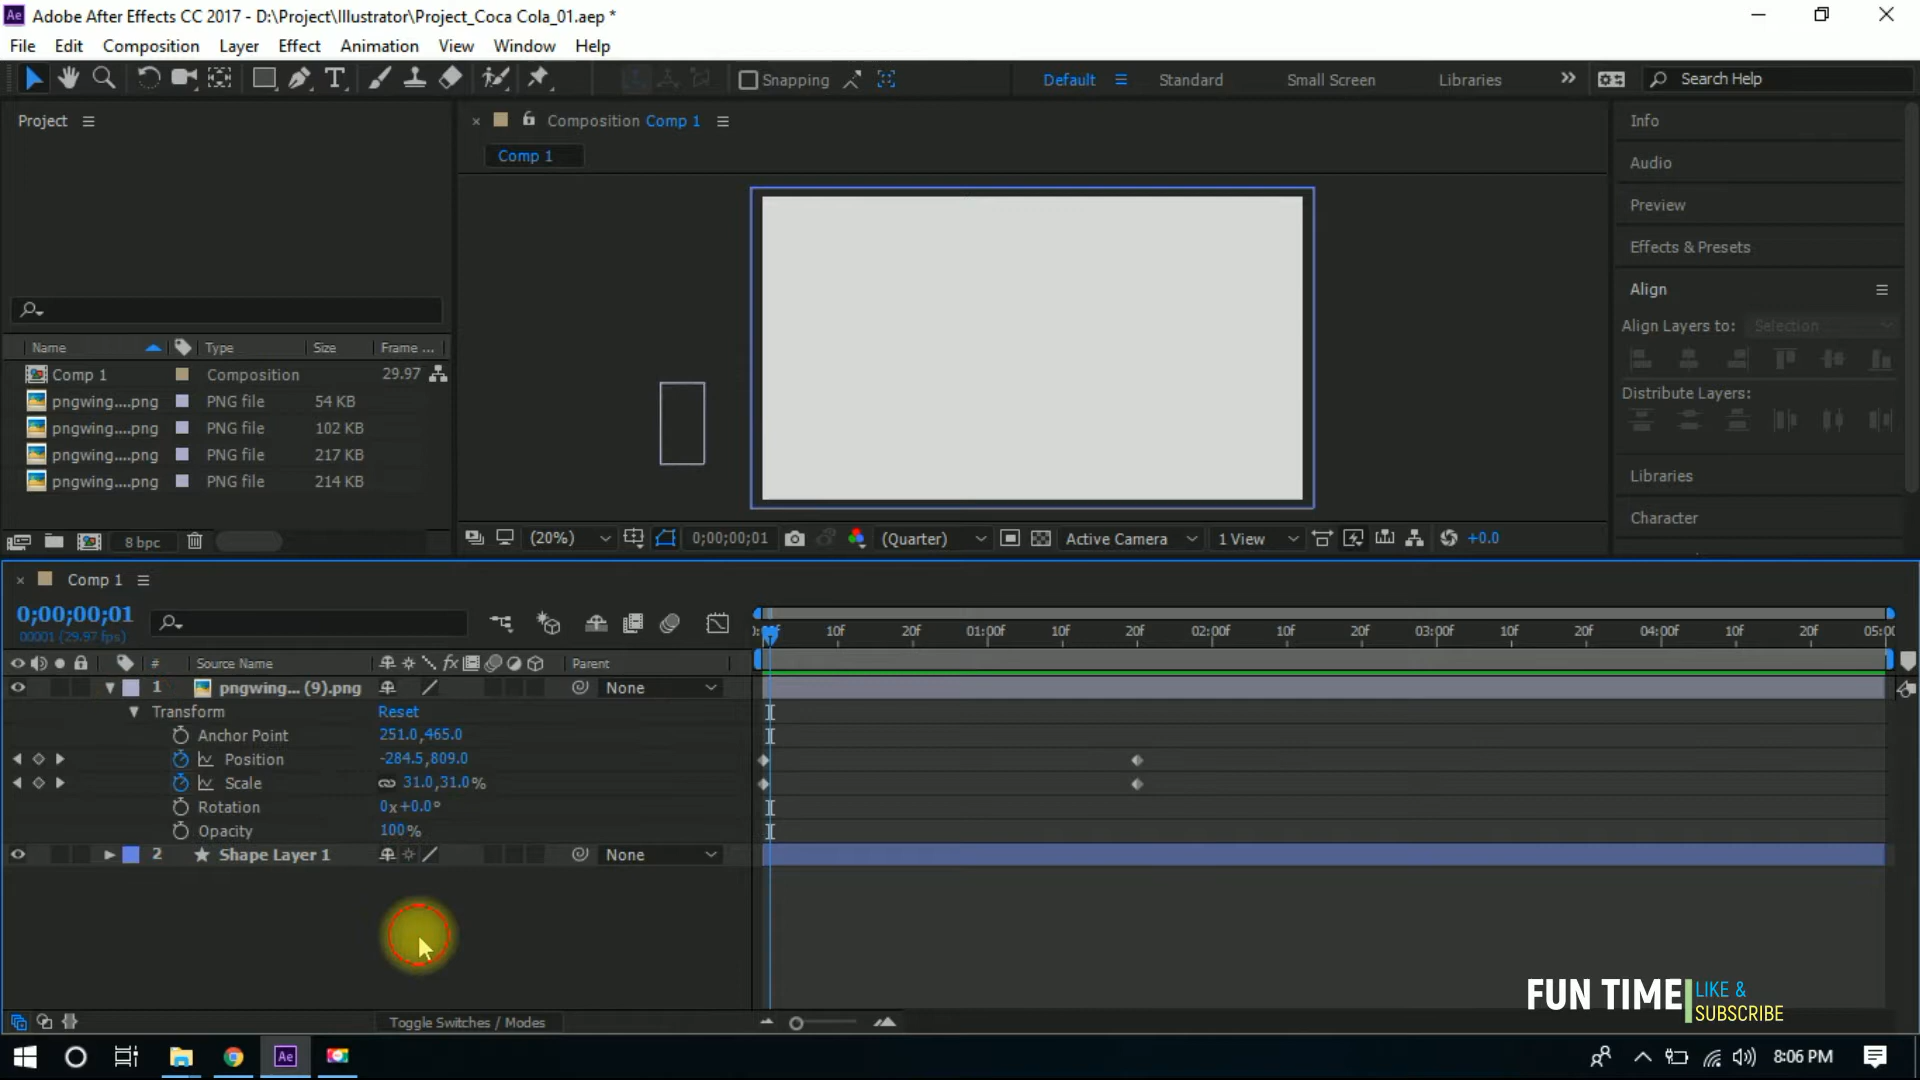 Adobe After Effects CC 2017 - D:\Project\Illustrator\Project_Coca Cola_01.aep *
File Edit Composition Layer Effect Animation View Window Help
Snapping Default Standard Small Screen Libraries Search Help
Project
Composition Comp 1
Comp 1
Info
Audio
Preview
Effects & Presets
Align
Align Layers to: Selection
Distribute Layers:
Libraries
Character
Name Type Size Frame ...
Comp 1 Composition 29.97
pngwing....png PNG file 54 KB
pngwing....png PNG file 102 KB
pngwing....png PNG file 217 KB
pngwing....png PNG file 214 KB
8 bpc
(20%) 0;00;00;01 (Quarter) Active Camera 1 View +0.0
Comp 1
0;00;00;01
00001 (29.97 fps)
10f 20f 01:00f 10f 20f 02:00f 10f 20f 03:00f 10f 20f 04:00f 10f 20f 05:00
# Source Name fx Parent
1 pngwing... (9).png None
Transform Reset
Anchor Point 251.0,465.0
Position -284.5,809.0
Scale 31.0,31.0%
Rotation 0x+0.0°
Opacity 100%
2 Shape Layer 1 None
Toggle Switches / Modes
FUN TIME
LIKE &
SUBSCRIBE
Ae 8:06 PM